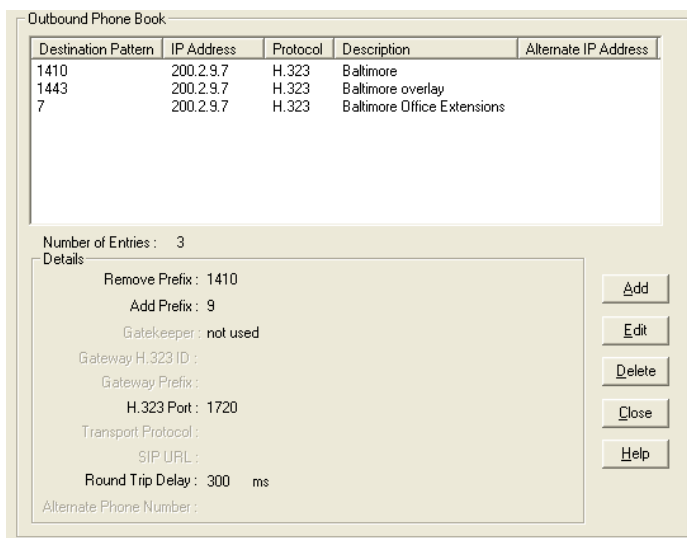 Outbound Phone Book
Destination Pattern IP Address Protocol Description Alternate IP Address
1410 200.2.9.7 H.323 Baltimore
1443 200.2.9.7 H.323 Baltimore overlay
7 200.2.9.7 H.323 Baltimore Office Extensions
Number of Entries : 3
Details
Remove Prefix : 1410
Add Prefix : 9
Gatekeeper : not used
Gateway H.323 ID :
Gateway Prefix :
H.323 Port : 1720
Transport Protocol :
SIP URL :
Round Trip Delay : 300 ms
Alternate Phone Number :
Add
Edit
Delete
Close
Help